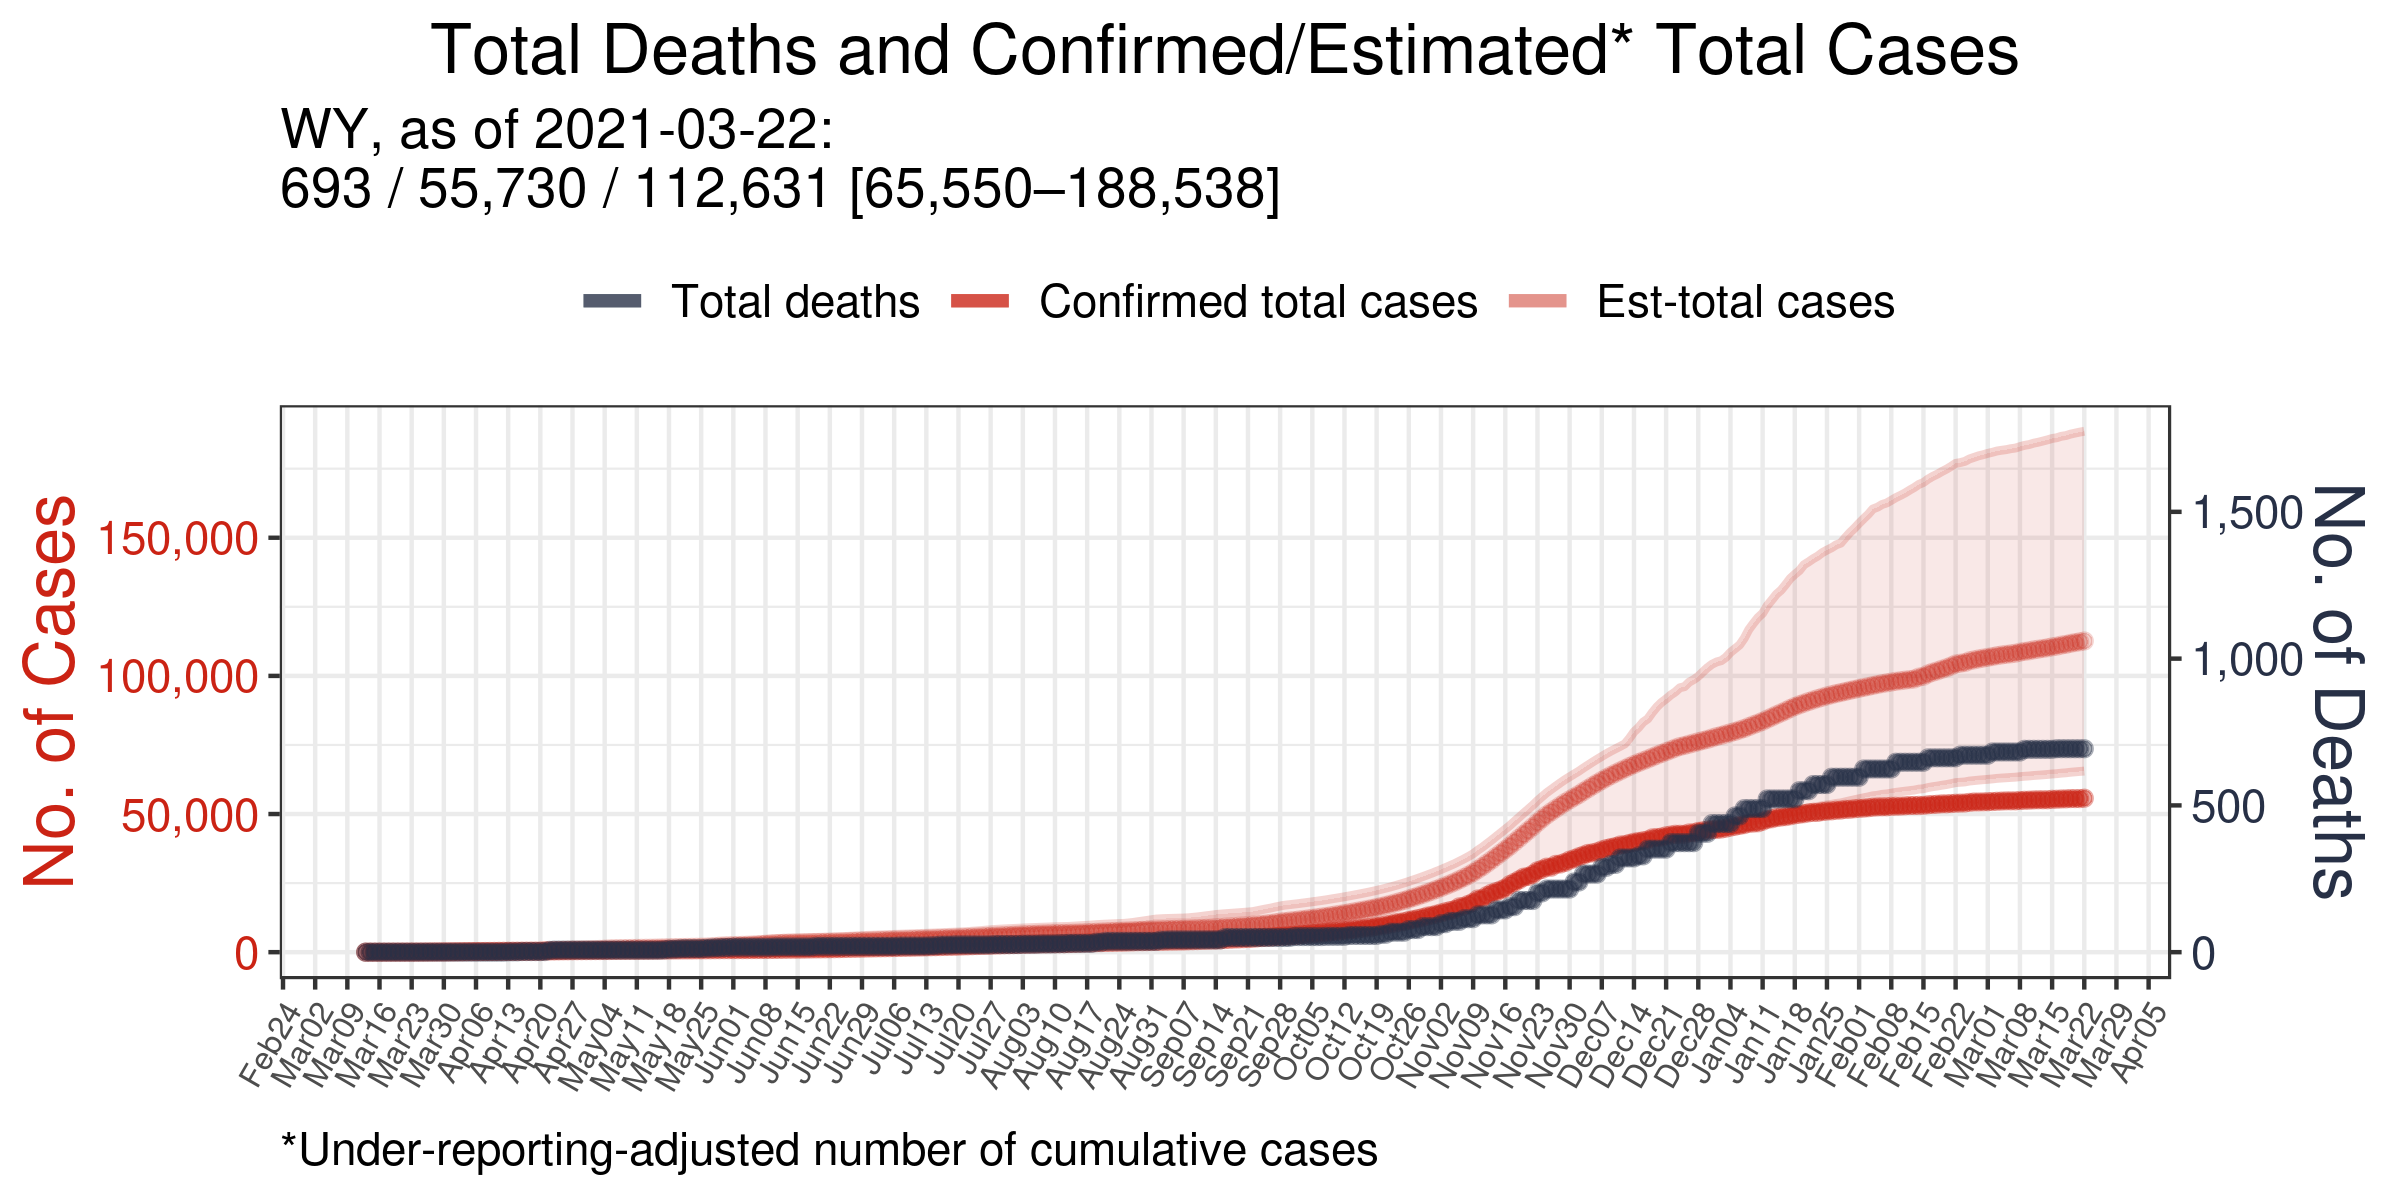 Total Deaths and Confirmed/Estimated* Total Cases
WY, as of 2021-03-22:
693 / 55,730 / 112,631 [65,550–188,538]
Total deaths
Confirmed total cases
Est-total cases
No. of Cases
150,000
100,000
50,000
0
1,500
1,000
500
0
No. of Deaths
Feb24
Mar02
Mar09
Mar16
Mar23
Mar30
Apr06
Apr13
Apr20
Apr27
May04
May11
May18
May25
Jun01
Jun08
Jun15
Jun22
Jun29
Jul06
Jul13
Jul20
Jul27
Aug03
Aug10
Aug17
Aug24
Aug31
Sep07
Sep14
Sep21
Sep28
Oct05
Oct12
Oct19
Oct26
Nov02
Nov09
Nov16
Nov23
Nov30
Dec07
Dec14
Dec21
Dec28
Jan04
Jan11
Jan18
Jan25
Feb01
Feb08
Feb15
Feb22
Mar01
Mar08
Mar15
Mar22
Mar29
Apr05
*Under-reporting-adjusted number of cumulative cases